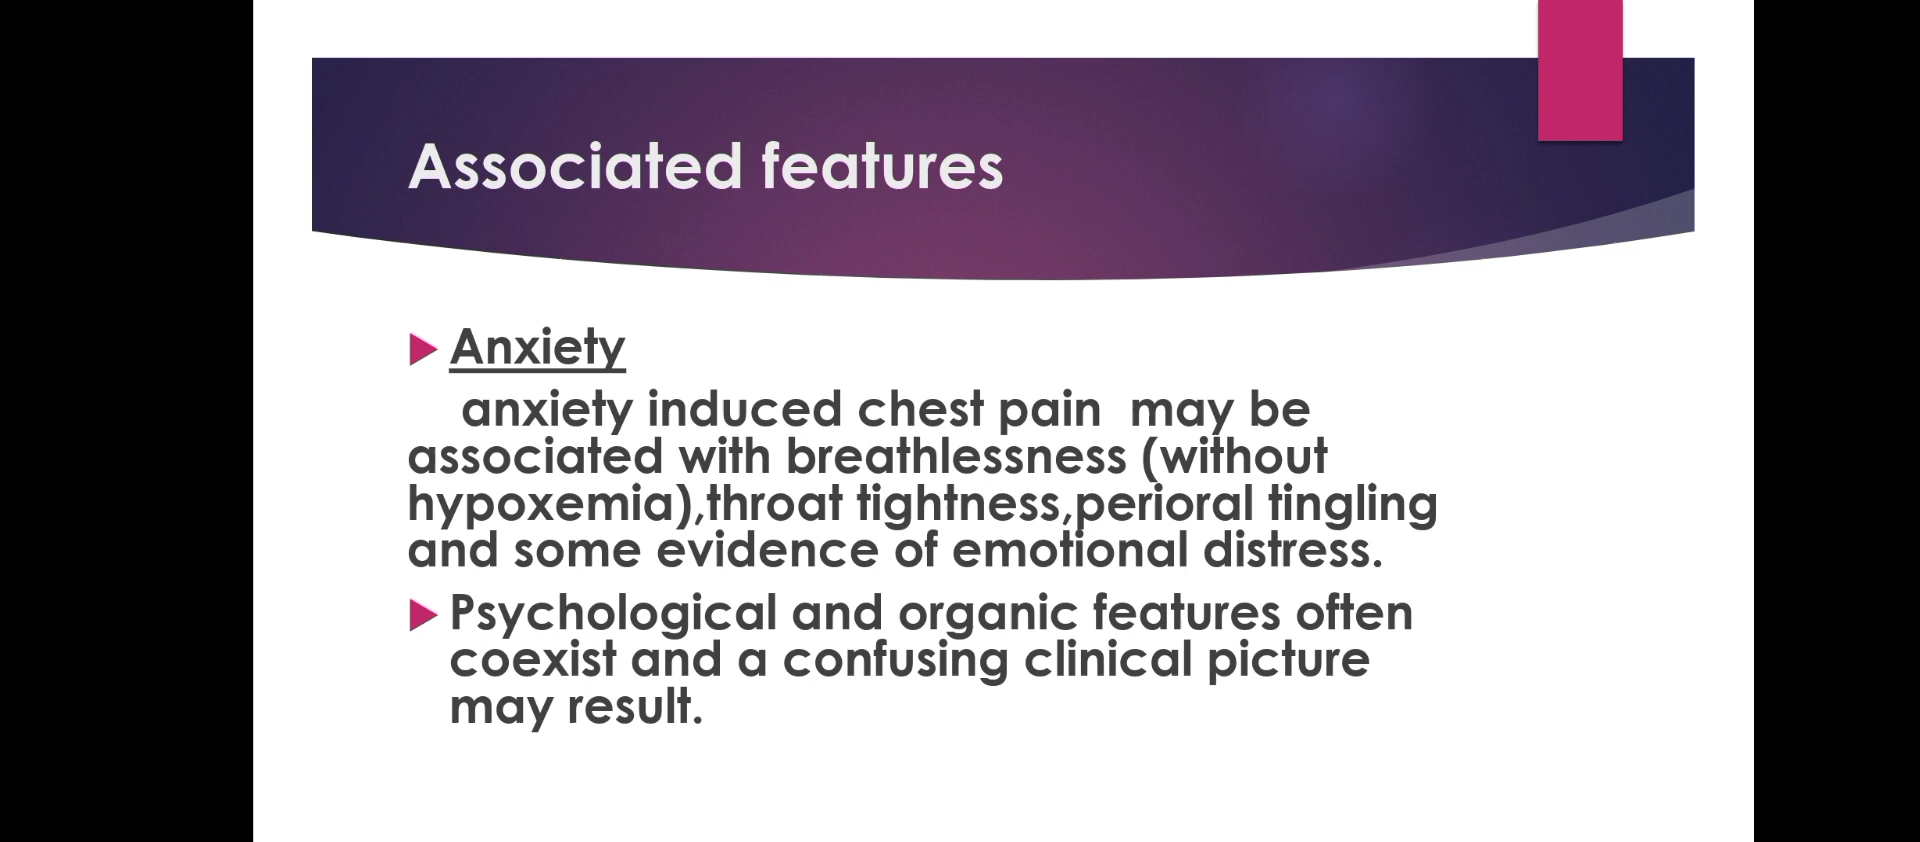 Associated features
Anxiety
anxiety induced chest pain  may be
associated with breathlessness (without
hypoxemia),throat tightness,perioral tingling
and some evidence of emotional distress.
Psychological and organic features often
coexist and a confusing clinical picture
may result.